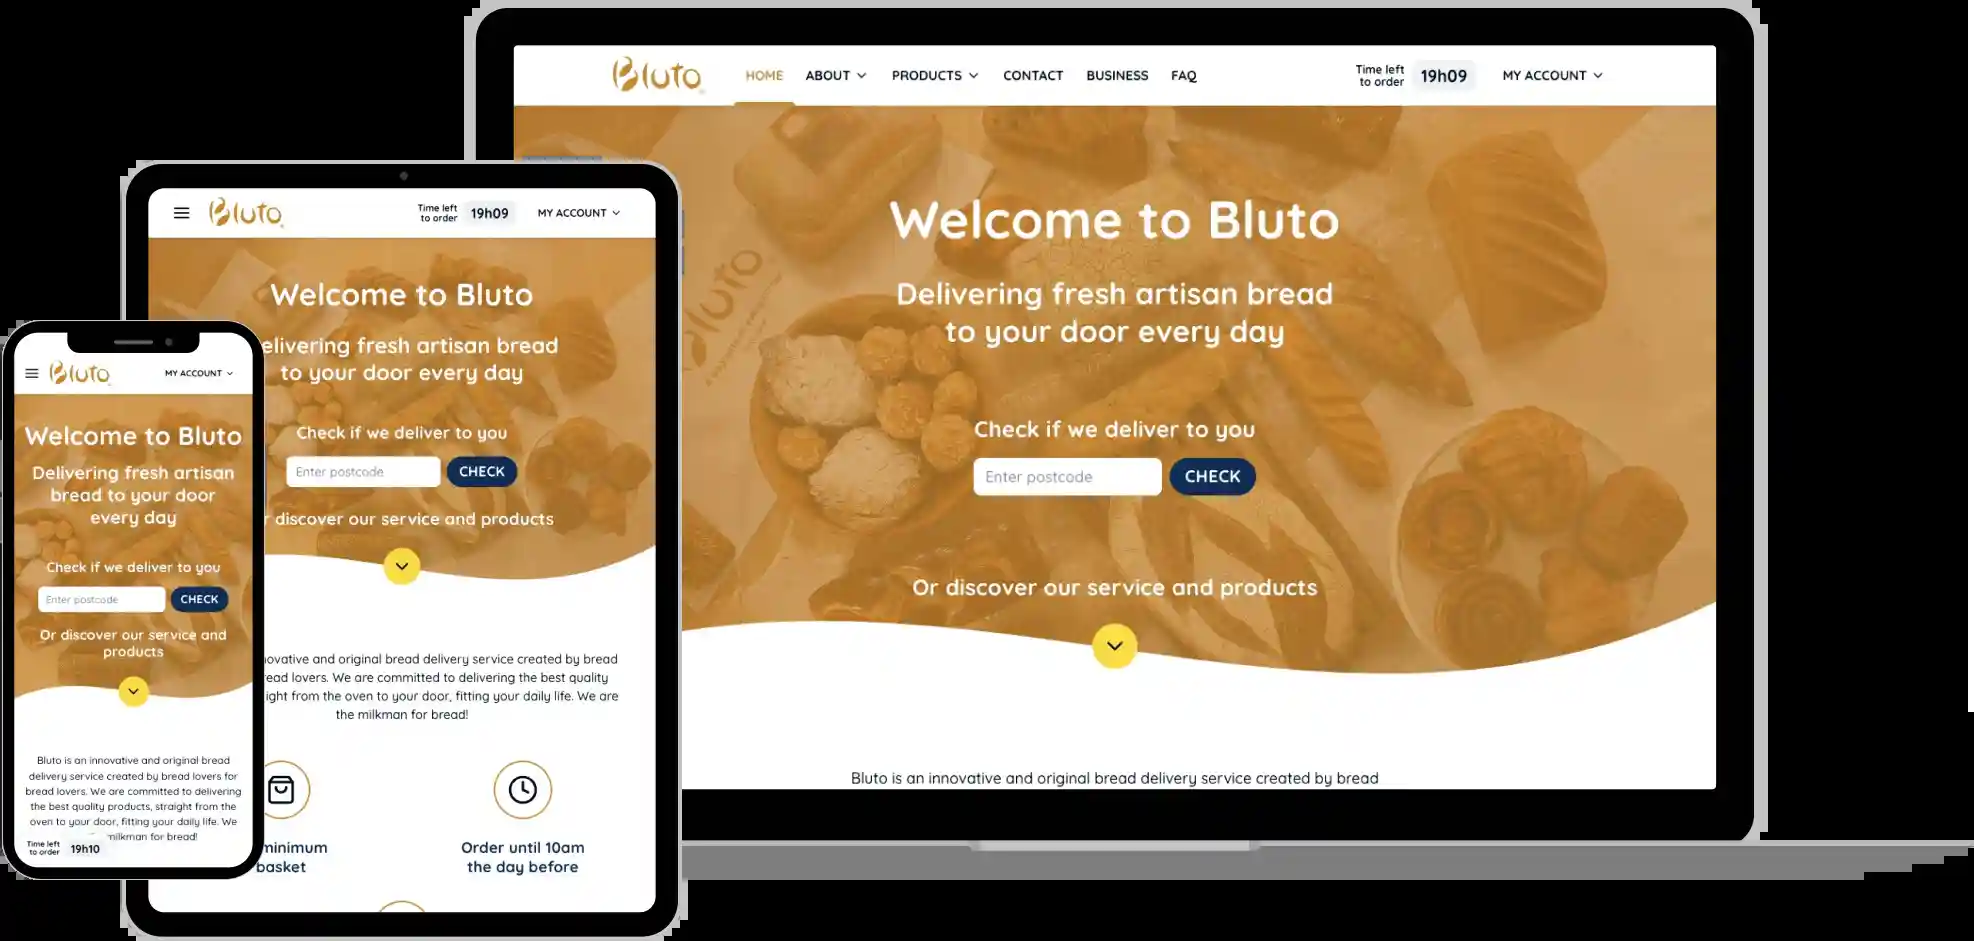 Bluto
HOME
ABOUT
PRODUCTS
CONTACT
BUSINESS
FAQ
Time left
to order
19h09
MY ACCOUNT
Welcome to Bluto
Delivering fresh artisan bread
to your door every day
Check if we deliver to you
Enter postcode
CHECK
Or discover our service and products
Bluto is an innovative and original bread delivery service created by bread
bluto
Bluto
Time left
to order
19h09
MY ACCOUNT
Welcome to Bluto
elivering fresh artisan bread
to your door every day
Check if we deliver to you
Enter postcode
CHECK
r discover our service and products
ovative and original bread delivery service created by bread
read lovers. We are committed to delivering the best quality
ight from the oven to your door, fitting your daily life. We are
the milkman for bread!
minimum
basket
Order until 10am
the day before
Bluto
MY ACCOUNT
Welcome to Bluto
Delivering fresh artisan
bread to your door
every day
Check if we deliver to you
Enter postcode
CHECK
Or discover our service and
products
Bluto is an innovative and original bread
delivery service created by bread lovers for
bread lovers. We are committed to delivering
the best quality products, straight from the
oven to your door, fitting your daily life. We
milkman for bread!
Time left
to order
19h10